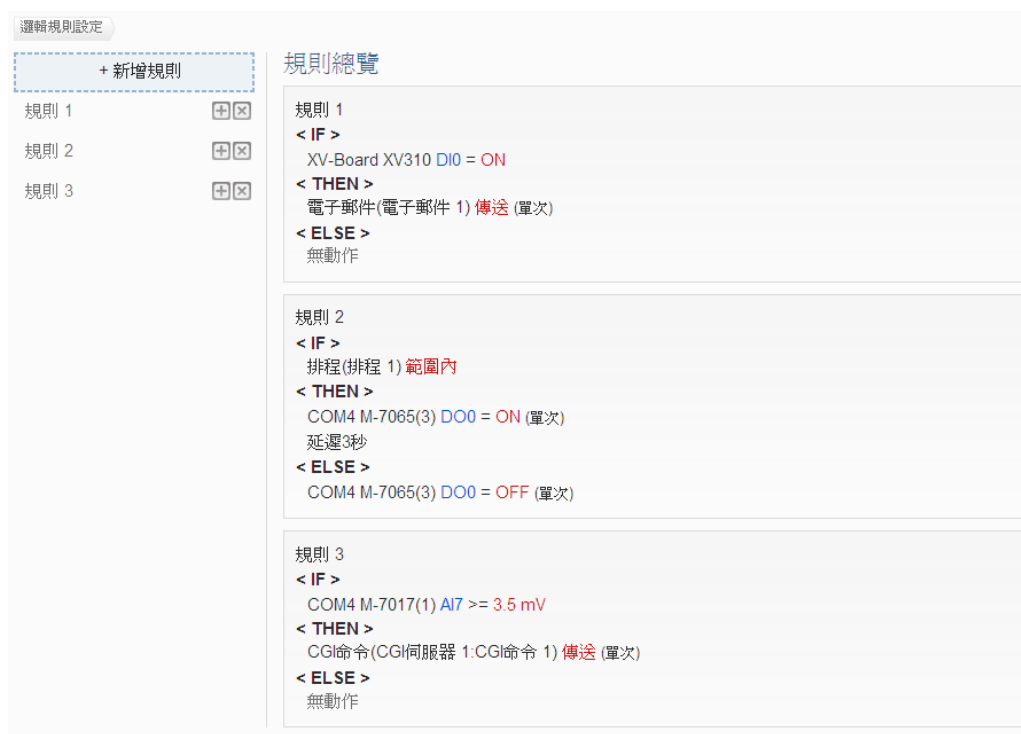 邏輯規則設定
+ 新增規則
規則 1
規則 2
規則 3
規則總覽
規則 1
< IF >
XV-Board XV310 DI0 = ON
< THEN >
電子郵件(電子郵件 1) 傳送 (單次)
< ELSE >
無動作
規則 2
< IF >
排程(排程 1) 範圍內
< THEN >
COM4 M-7065(3) DO0 = ON (單次)
延遲3秒
< ELSE >
COM4 M-7065(3) DO0 = OFF (單次)
規則 3
< IF >
COM4 M-7017(1) AI7 >= 3.5 mV
< THEN >
CGI命令(CGI伺服器 1:CGI命令 1) 傳送 (單次)
< ELSE >
無動作